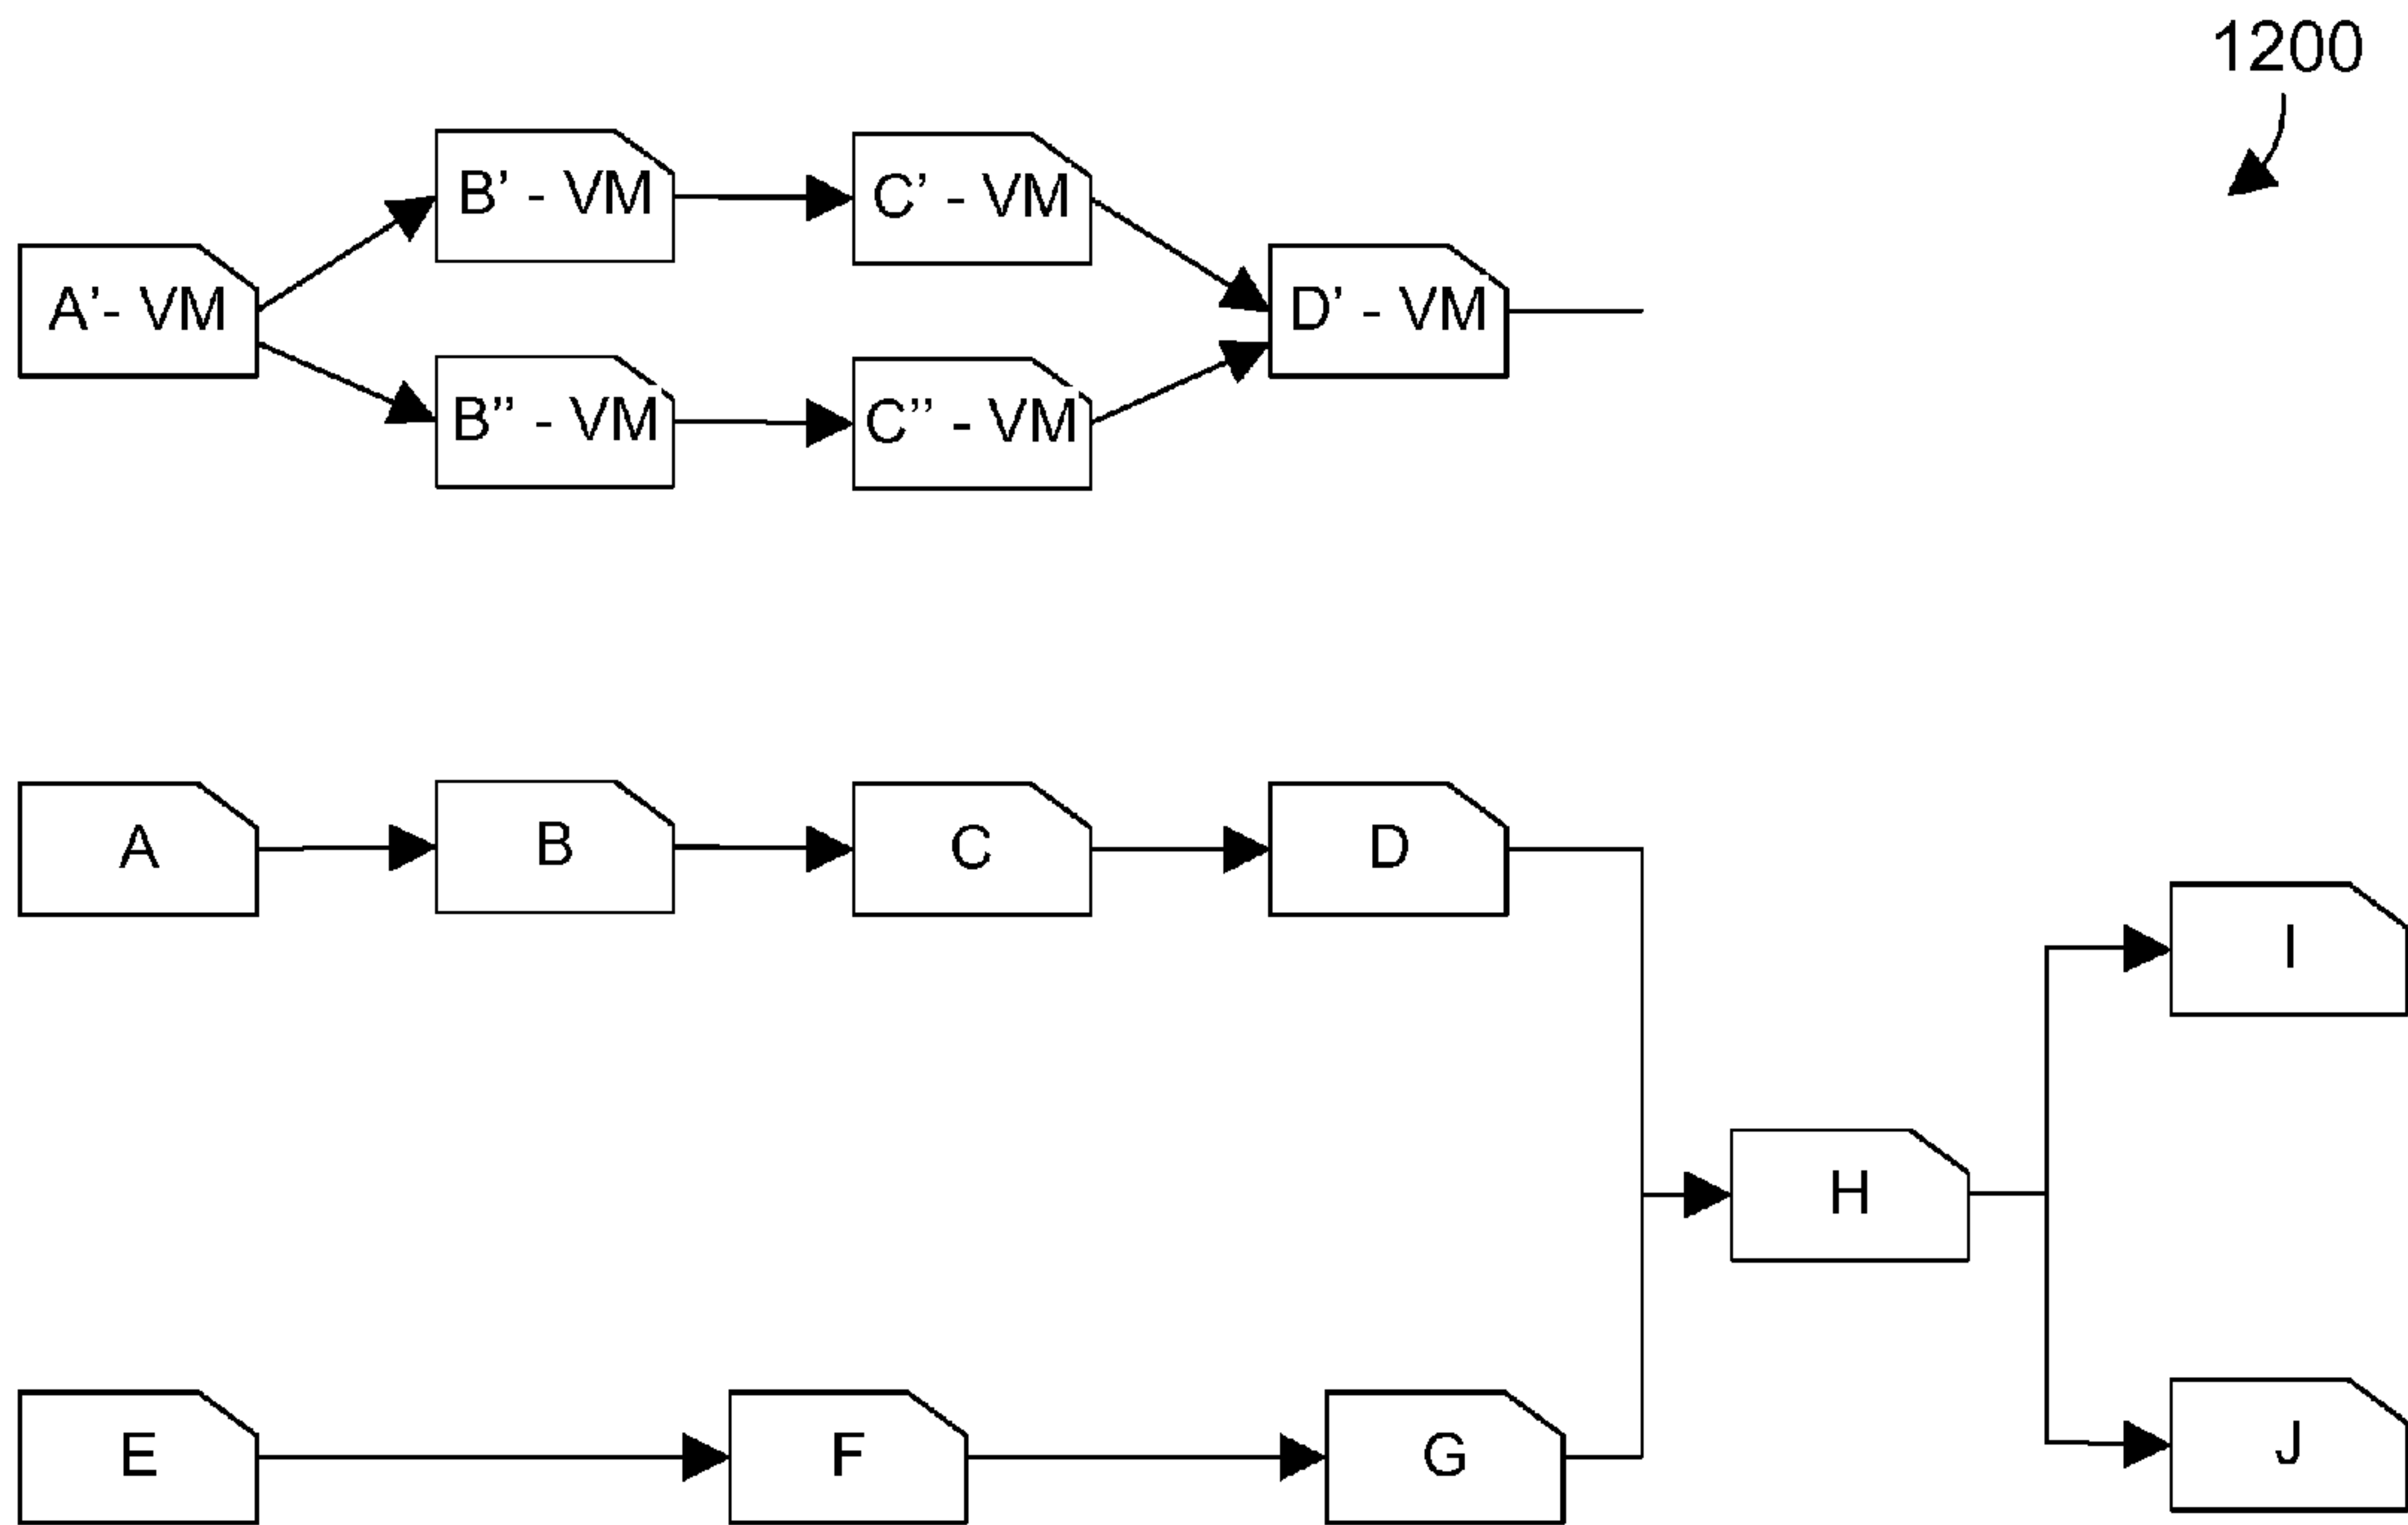 1200
B’ - VM
C’ - VM
A’- VM
D’ - VM
B’’ - VM
C’’ - VM
A
B
C
D
I
H
E
F
G
J